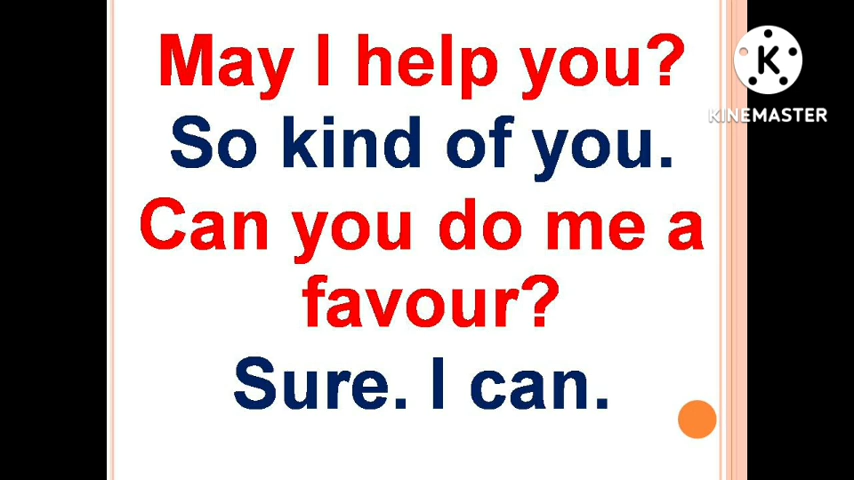 May I help you?
So kind of you.
Can you do me a
favour?
Sure. I can.
K
KINEMASTER